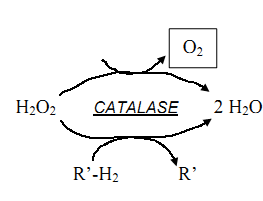 O₂
H₂O₂ CATALASE 2 H₂O
R’-H₂ R’